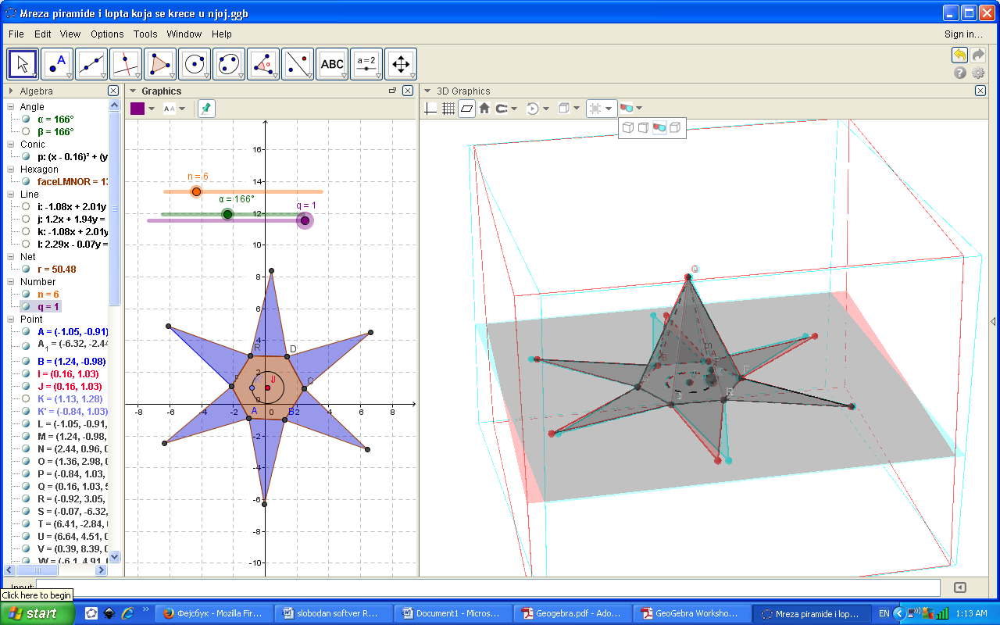 Mreza piramide i lopta koja se krece u njoj.ggb
File Edit View Options Tools Window Help
Sign in...
A
α
ABC
a=2
Algebra
Graphics
3D Graphics
A A
Angle
α = 166°
β = 166°
Conic
p: (x - 0.16)² + (y
Hexagon
faceLMNOR = 13
Line
i: -1.08x + 2.01y
j: 1.2x + 1.94y =
k: -1.08x + 2.01y
l: 2.29x - 0.07y =
Net
r = 50.48
Number
n = 6
q = 1
Point
A = (-1.05, -0.91)
A₁ = (-6.32, -2.44
B = (1.24, -0.98)
I = (0.16, 1.03)
J = (0.16, 1.03)
K = (1.13, 1.28)
K' = (-0.84, 1.03)
L = (-1.05, -0.91,
M = (1.24, -0.98,
N = (2.44, 0.96, 0
O = (1.36, 2.98, 0
P = (-0.84, 1.03,
Q = (0.16, 1.03, 5
R = (-0.92, 3.05,
S = (-0.07, -6.32,
T = (6.41, -2.84, 0
U = (6.64, 4.51, 0
V = (0.39, 8.39, 0
W = (-6.1, 4.91, 0
n = 6
α = 166°
q = 1
16
14
12
10
8
6
4
2
0
-2
-4
-6
-8
-10
-8 -6 -4 -2 0 2 4 6 8
R
D
F
C
J
A
B
Q
Input:
Click here to begin
start
Фејсбук - Mozilla Fir...
slobodan softver R...
Document1 - Micros...
Geogebra.pdf - Ado...
GeoGebra Worksho...
Mreza piramide i lop...
EN
1:13 AM